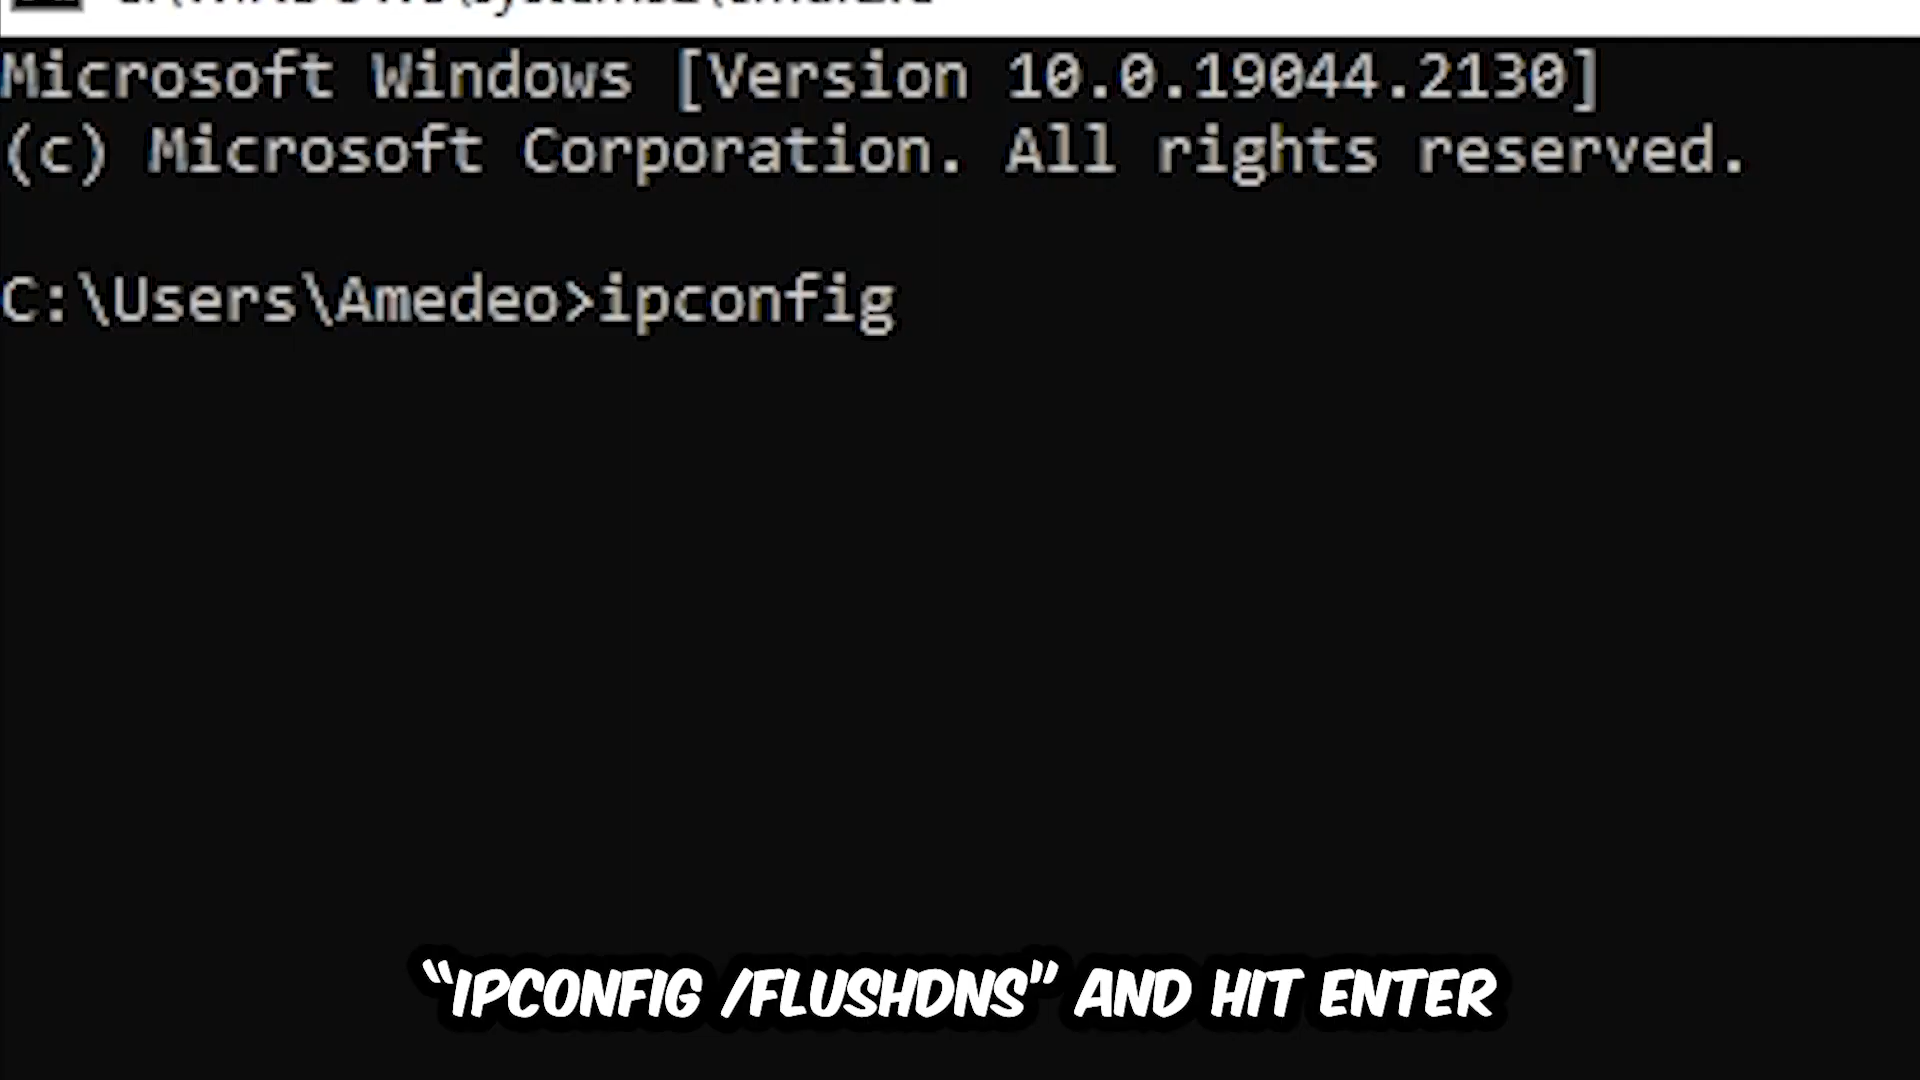 Microsoft Windows [Version 10.0.19044.2130]
(c) Microsoft Corporation. All rights reserved.
C:\Users\Amedeo>ipconfig
“IPCONFIG /FLUSHDNS” AND HIT ENTER